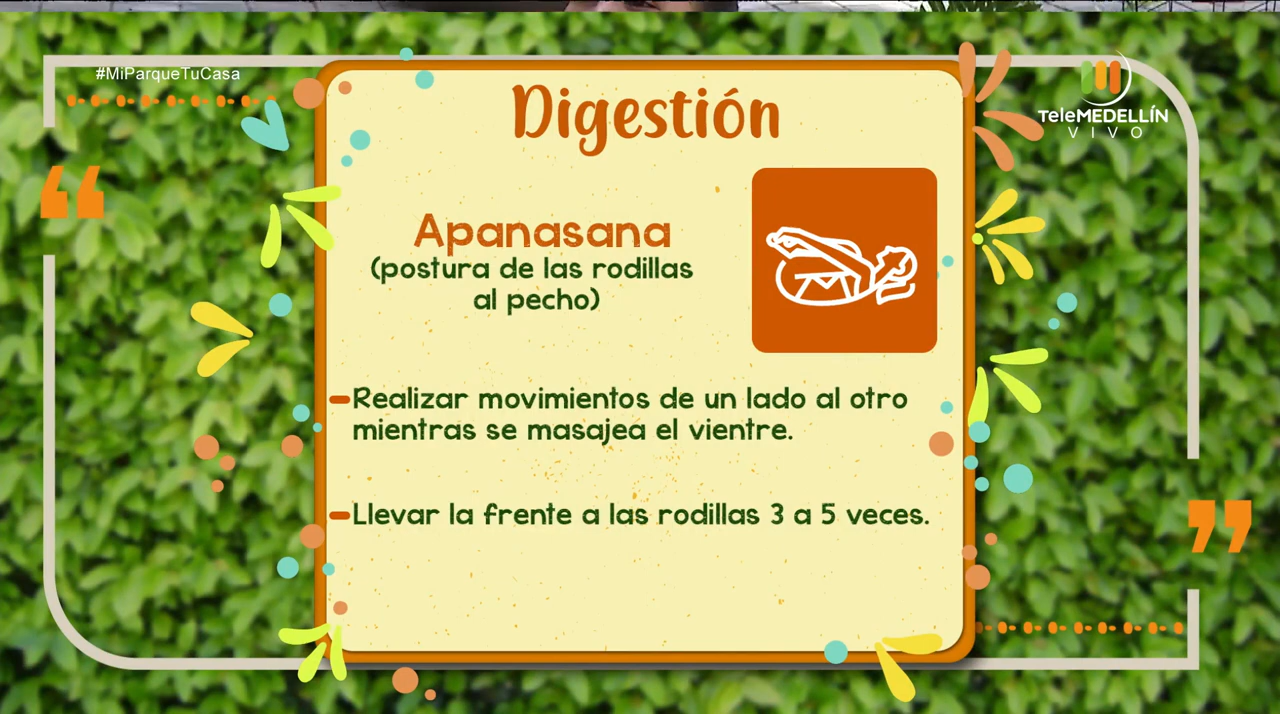 #MiParqueTuCasa
TeleMEDELLÍN
VIVO
Digestión
Apanasana
(postura de las rodillas
al pecho)
Realizar movimientos de un lado al otro
mientras se masajea el vientre.
Llevar la frente a las rodillas 3 a 5 veces.